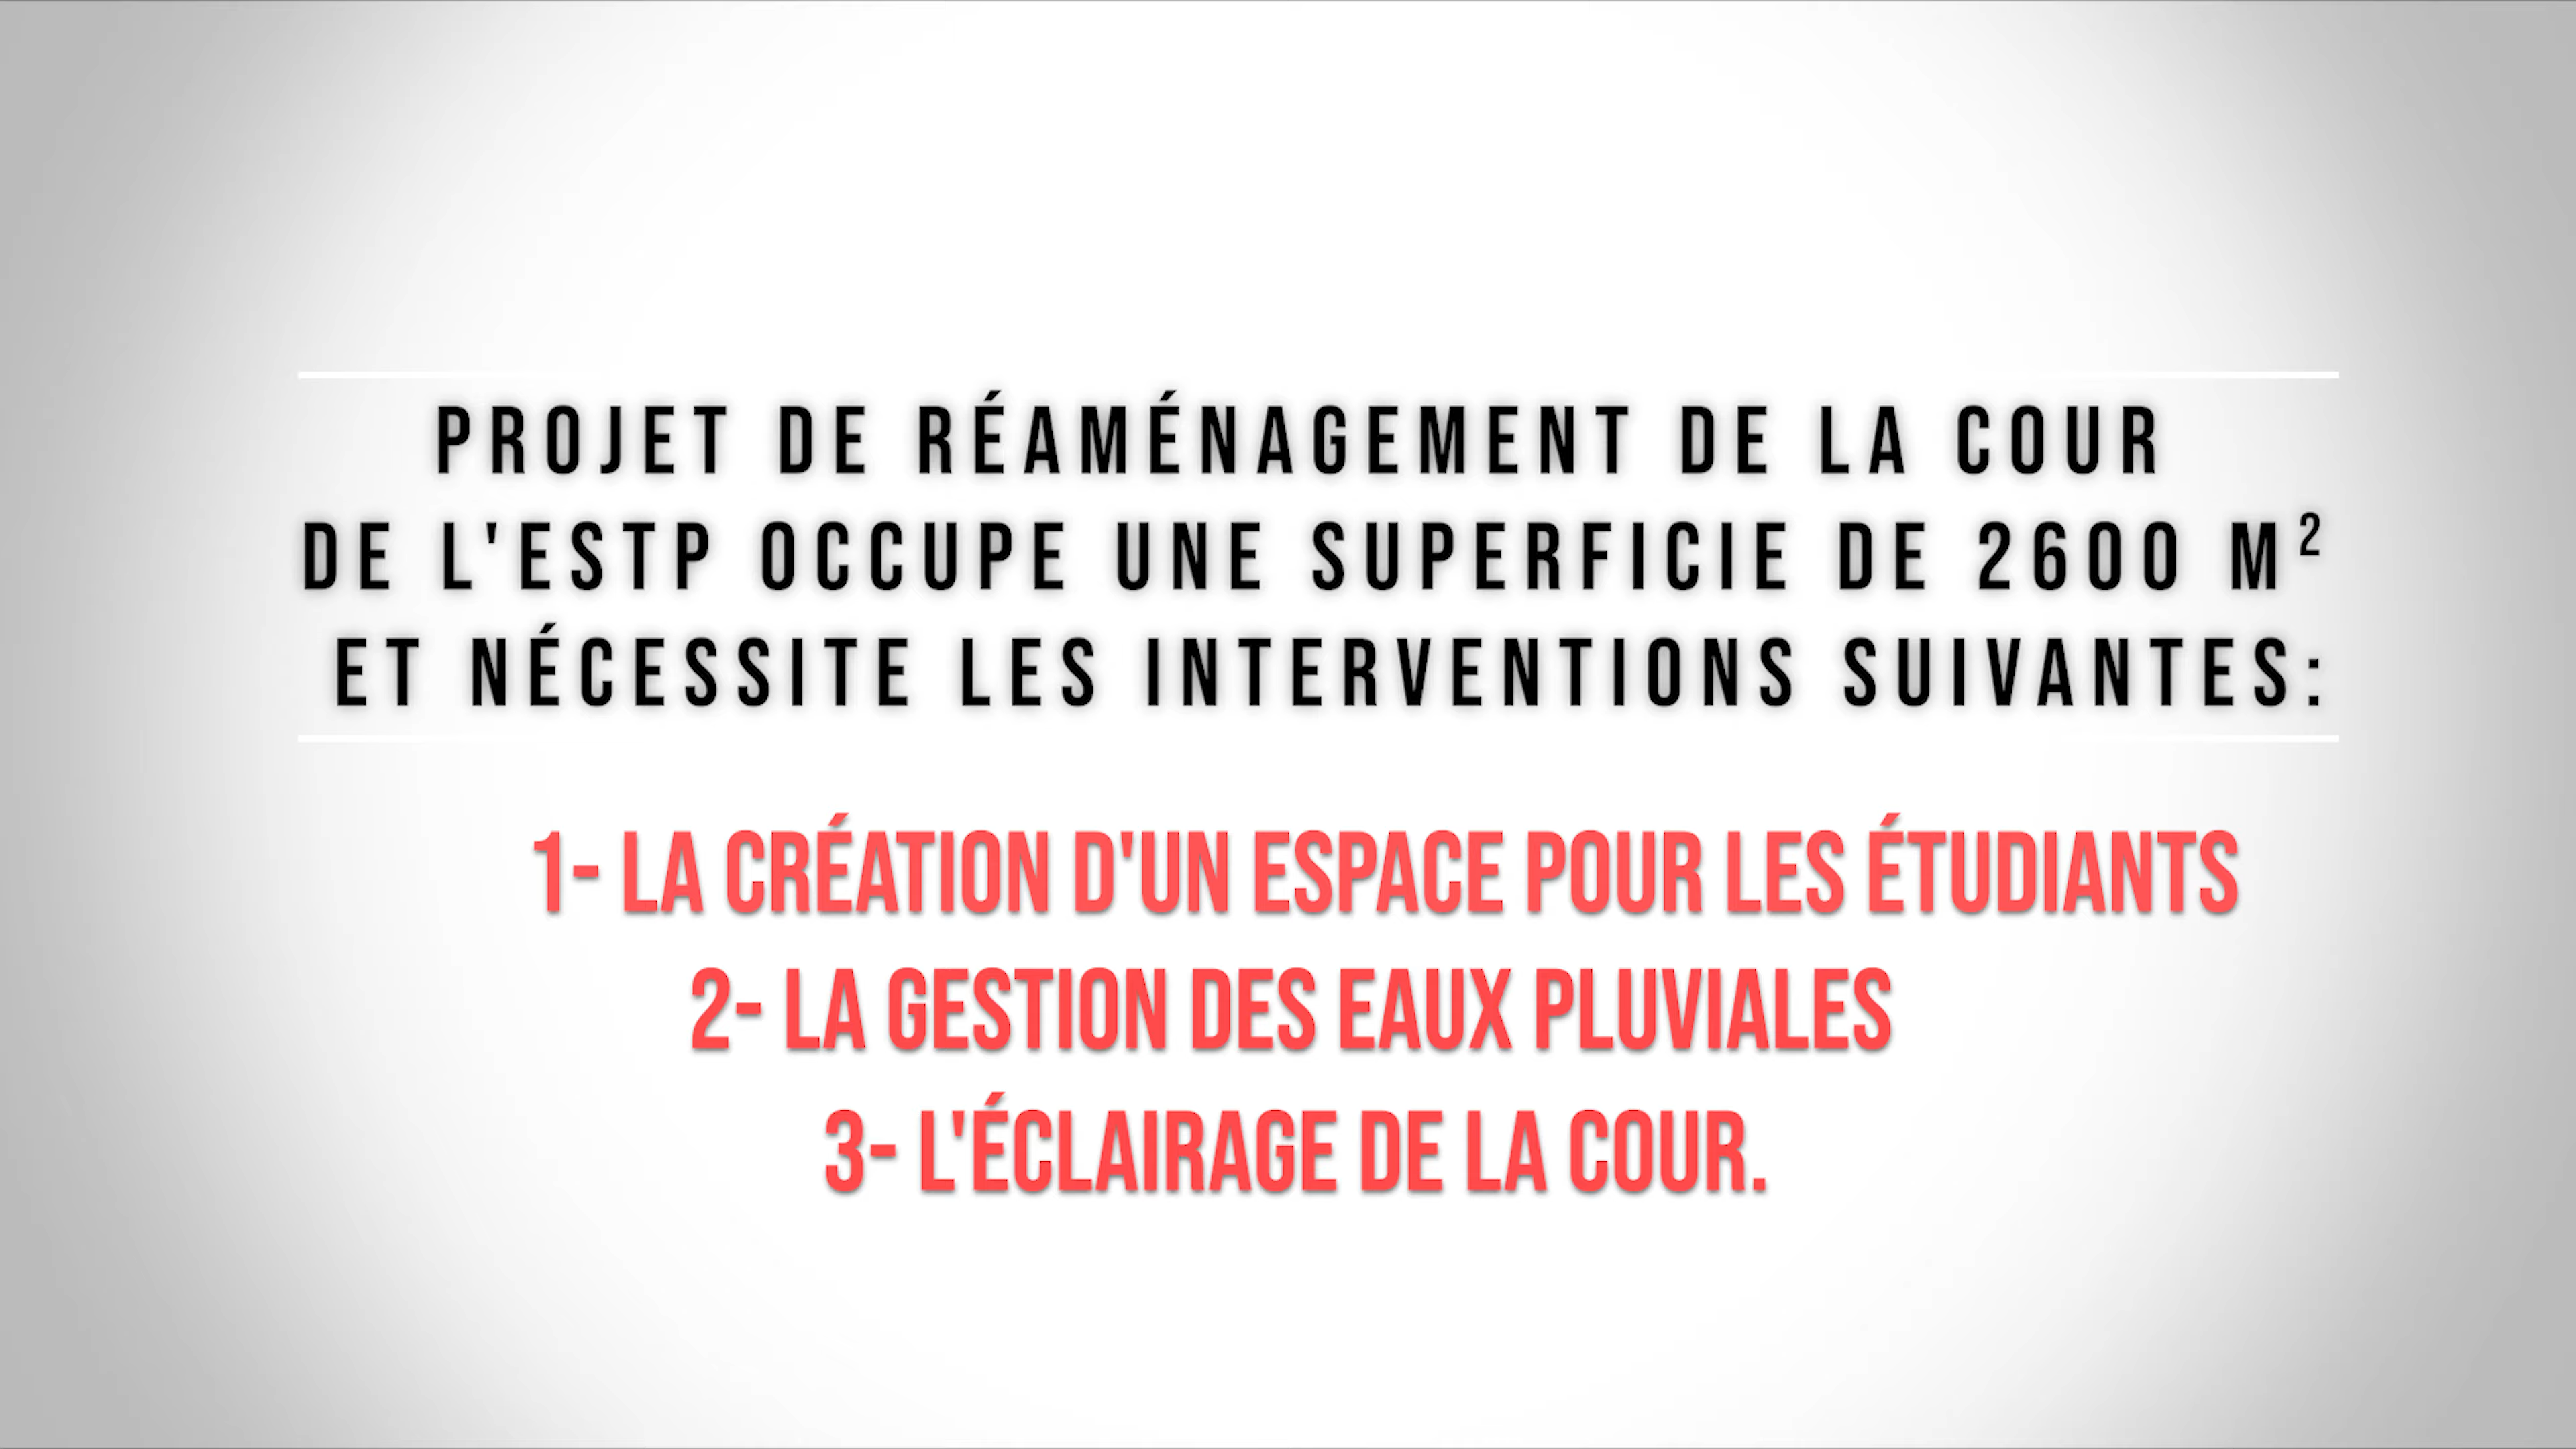 PROJET DE RÉAMÉNAGEMENT DE LA COUR
DE L'ESTP OCCUPE UNE SUPERFICIE DE 2600 M²
ET NÉCESSITE LES INTERVENTIONS SUIVANTES:
1- LA CRÉATION D'UN ESPACE POUR LES ÉTUDIANTS
2- LA GESTION DES EAUX PLUVIALES
3- L'ÉCLAIRAGE DE LA COUR.